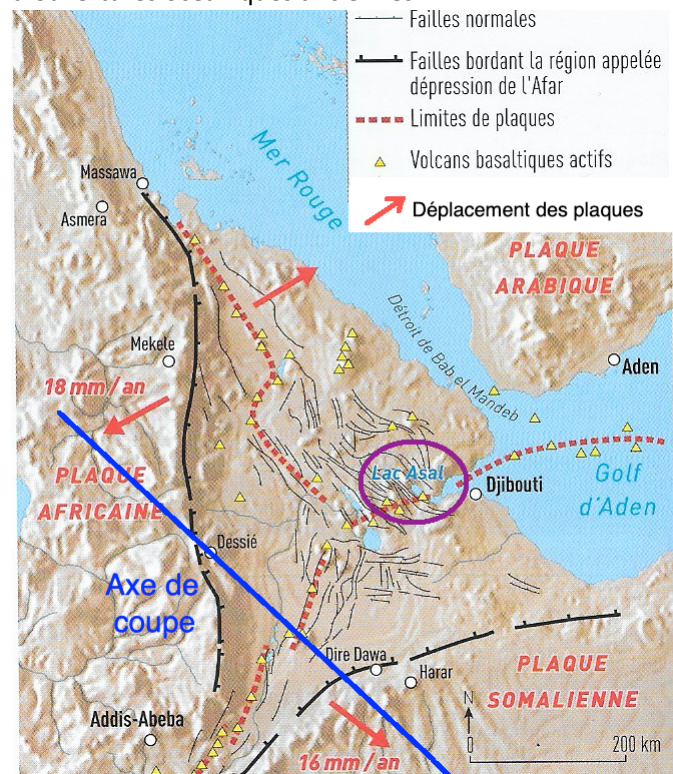 Failles normales
Failles bordant la région appelée
dépression de l'Afar
Limites de plaques
Volcans basaltiques actifs
Déplacement des plaques
Mer Rouge
Massawa
Asmera
PLAQUE
ARABIQUE
Détroit de Bab el Mandeb
Mekele
Aden
18 mm/an
PLAQUE
AFRICAINE
Lac Asal
Djibouti
Golf
d'Aden
Dessié
Axe de
coupe
Dire Dawa
Harar
PLAQUE
SOMALIENNE
Addis-Abeba
N
0
200 km
16 mm/an